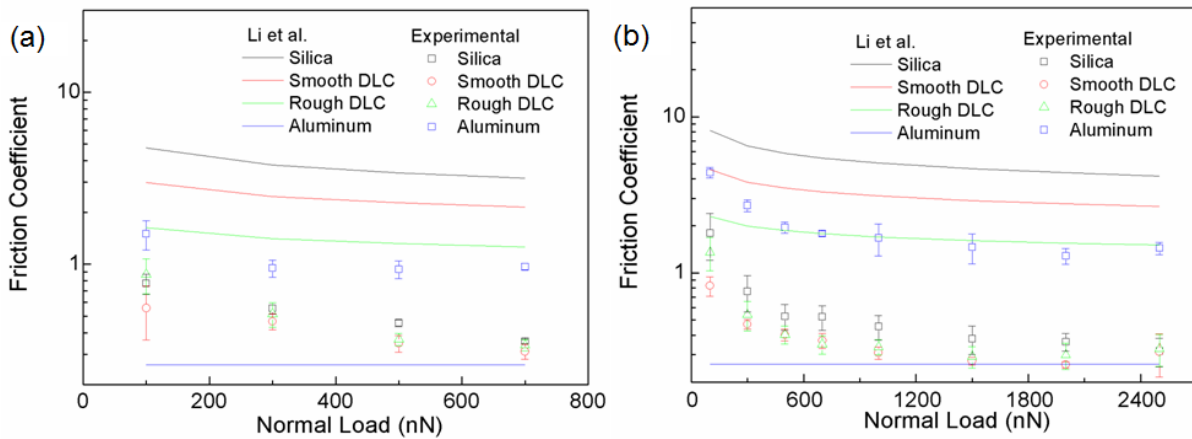 (a)
Li et al. Experimental
Silica Silica
Smooth DLC Smooth DLC
Rough DLC Rough DLC
Aluminum Aluminum
10
1
Friction Coefficient
0 200 400 600 800
Normal Load (nN)
(b)
Li et al. Experimental
Silica Silica
Smooth DLC Smooth DLC
Rough DLC Rough DLC
Aluminum Aluminum
10
1
Friction Coefficient
0 600 1200 1800 2400
Normal Load (nN)